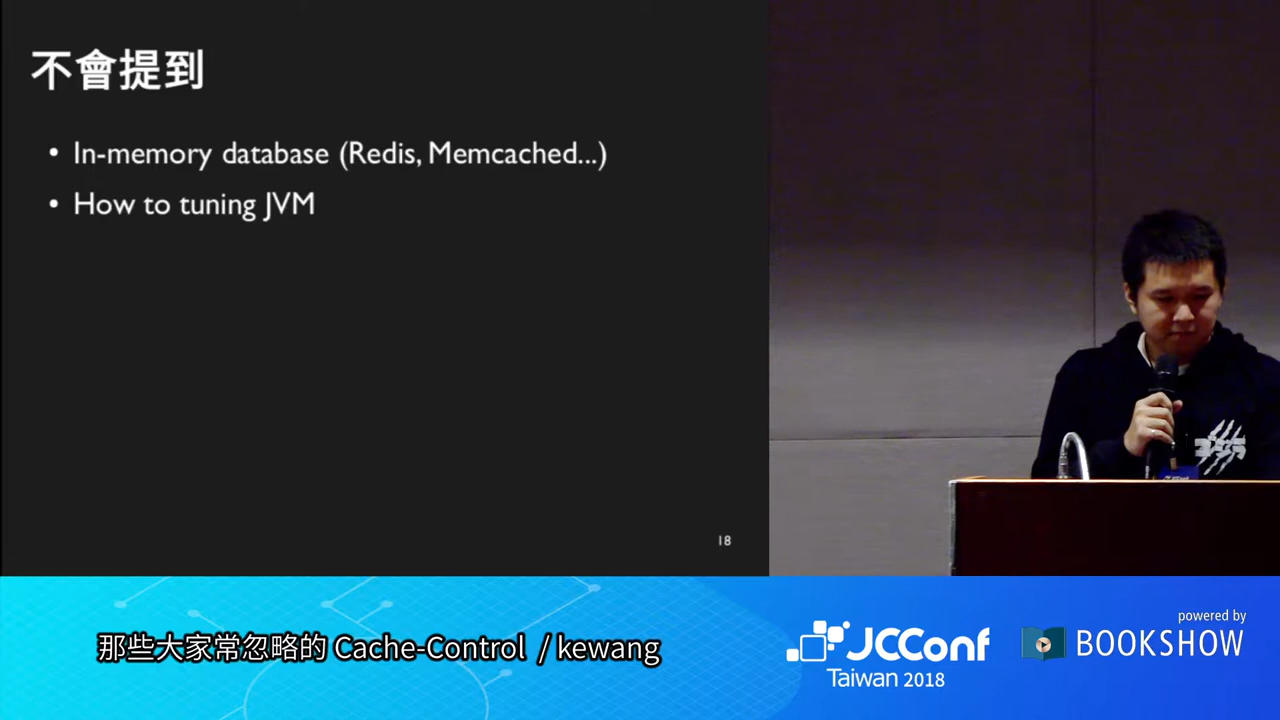 不會提到
• In-memory database (Redis, Memcached...)
• How to tuning JVM
18
那些大家常忽略的 Cache-Control / kewang
JCConf
Taiwan 2018
powered by
BOOKSHOW